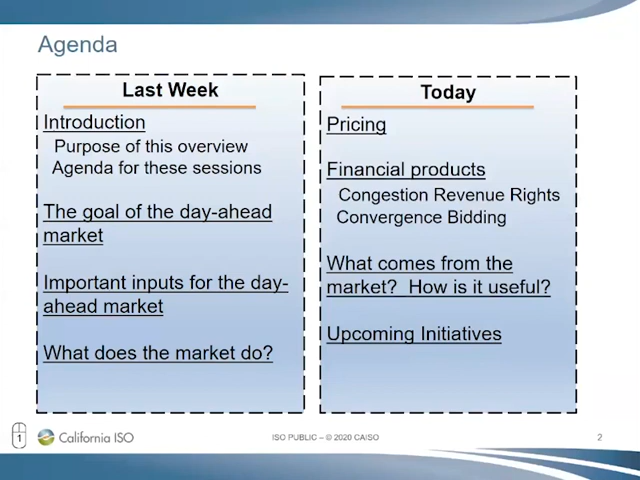 Agenda
Last Week
Introduction
Purpose of this overview
Agenda for these sessions
The goal of the day-ahead
market
Important inputs for the day-
ahead market
What does the market do?
Today
Pricing
Financial products
Congestion Revenue Rights
Convergence Bidding
What comes from the
market? How is it useful?
Upcoming Initiatives
1
California ISO
ISO PUBLIC – © 2020 CAISO
2